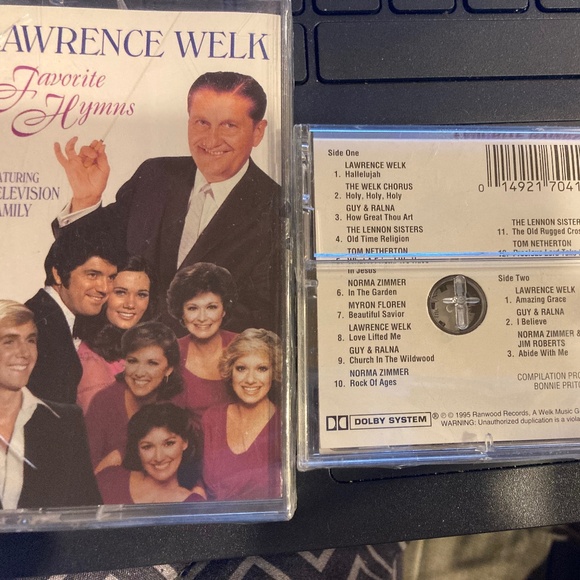 LAWRENCE WELK
Favorite
Hymns
ATURING
ELEVISION
AMILY
Side One
LAWRENCE WELK
1. Hallelujah
THE WELK CHORUS
2. Holy, Holy, Holy
GUY & RALNA
3. How Great Thou Art
THE LENNON SISTERS
4. Old Time Religion
TOM NETHERTON
in Jesus
NORMA ZIMMER
6. In The Garden
MYRON FLOREN
7. Beautiful Savior
LAWRENCE WELK
8. Love Lifted Me
GUY & RALNA
9. Church In The Wildwood
NORMA ZIMMER
10. Rock Of Ages
0 14921 7041
THE LENNON SISTERS
11. The Old Rugged Cros
TOM NETHERTON
Side Two
LAWRENCE WELK
1. Amazing Grace
GUY & RALNA
2. I Believe
NORMA ZIMMER &
JIM ROBERTS
3. Abide With Me
COMPILATION PRO
BONNIE PRIT
DOLBY SYSTEM ® ℗ © 1995 Ranwood Records. A Welk Music G
WARNING: Unauthorized duplication is a viola